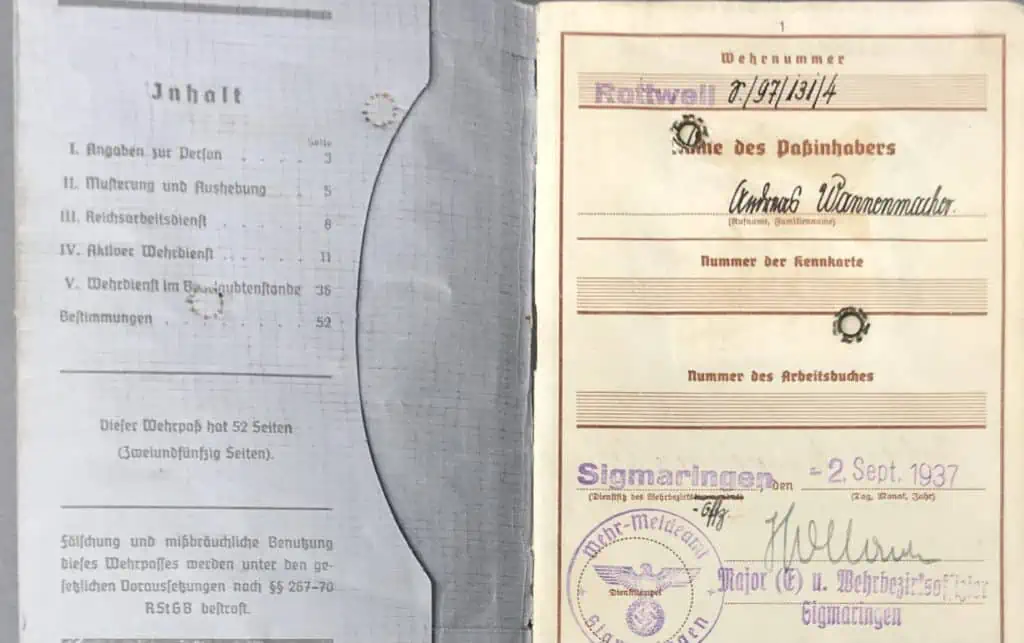 Inhalt
Seite
I. Angaben zur Person . . . . 3
II. Musterung und Aushebung . . . 5
III. Reichsarbeitsdienst . . . . 8
IV. Aktiver Wehrdienst . . . . 11
V. Wehrdienst im Beurlaubtenstande 36
Bestimmungen . . . . . . 52
Dieser Wehrpaß hat 52 Seiten
(Zweiundfünfzig Seiten).
Fälschung und mißbräuchliche Benutzung
dieses Wehrpasses werden unter den ge-
setzlichen Voraussetzungen nach §§ 267-70
RStGB bestraft.
1
Wehrnummer
Rottweil 97/131/4
Name des Paßinhabers
Andreas Wannenmacher.
(Rufname, Familienname)
Nummer der Kennkarte
Nummer des Arbeitsbuches
Sigmaringen, den -2. Sept. 1937
(Dienstsitz des (Tag, Monat, Jahr)
Wehr-Meldeamt
Dienststempel
Sigmaringen
Major (E) u. Wehrbezirksoffizier
Sigmaringen